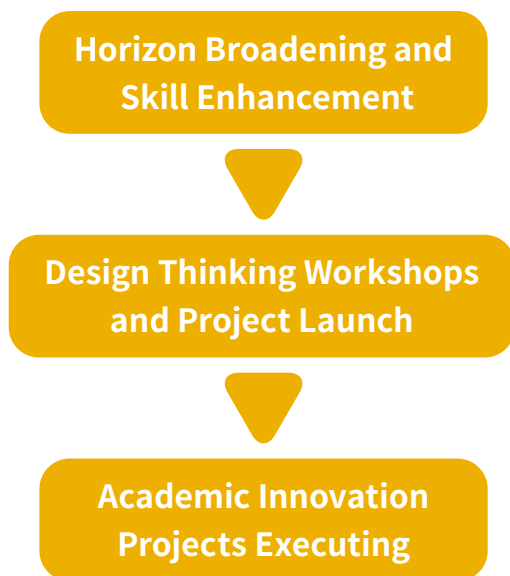 Horizon Broadening and
Skill Enhancement
Design Thinking Workshops
and Project Launch
Academic Innovation
Projects Executing